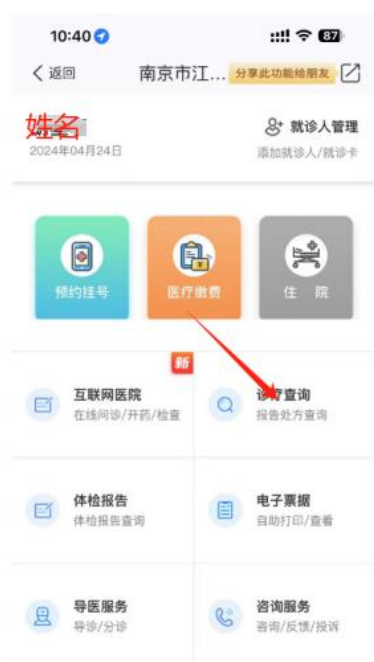 10:40
87
返回
南京市江...
分享此功能给朋友
姓名
就诊人管理
2024年04月24日
添加就诊人/就诊卡
预约挂号
医疗缴费
住 院
新
互联网医院
诊疗查询
在线问诊/开药/检查
报告处方查询
体检报告
电子票据
体检报告查询
自助打印/查看
导医服务
咨询服务
导诊/分诊
咨询/反馈/投诉